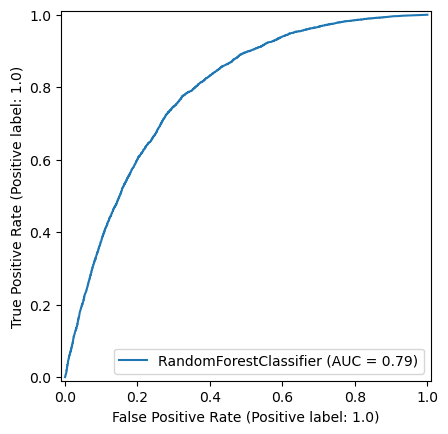 1.0
0.8
0.6
0.4
0.2
0.0
True Positive Rate (Positive label: 1.0)
RandomForestClassifier (AUC = 0.79)
0.0 0.2 0.4 0.6 0.8 1.0
False Positive Rate (Positive label: 1.0)